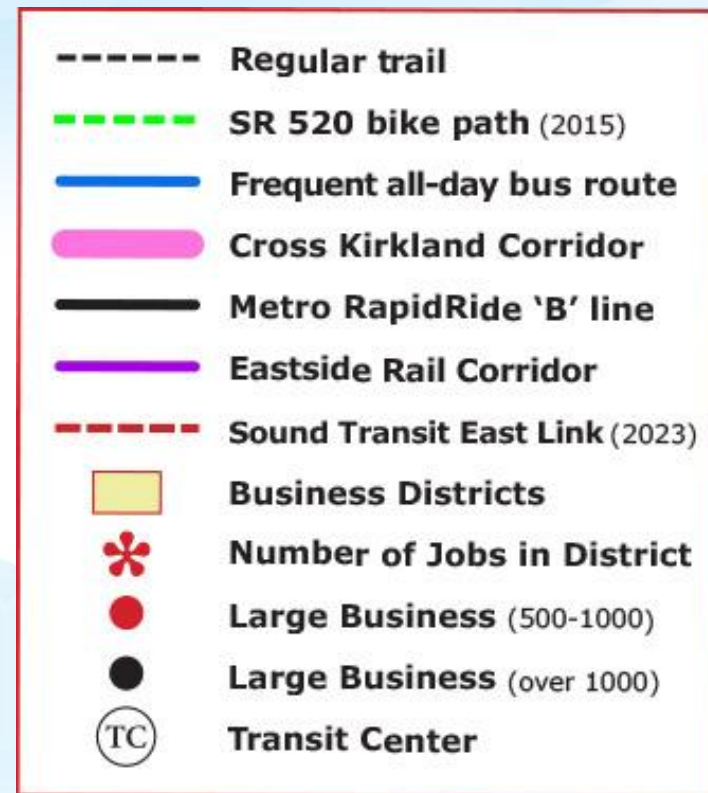 Regular trail
SR 520 bike path (2015)
Frequent all-day bus route
Cross Kirkland Corridor
Metro RapidRide ‘B’ line
Eastside Rail Corridor
Sound Transit East Link (2023)
Business Districts
Number of Jobs in District
Large Business (500-1000)
Large Business (over 1000)
TC Transit Center